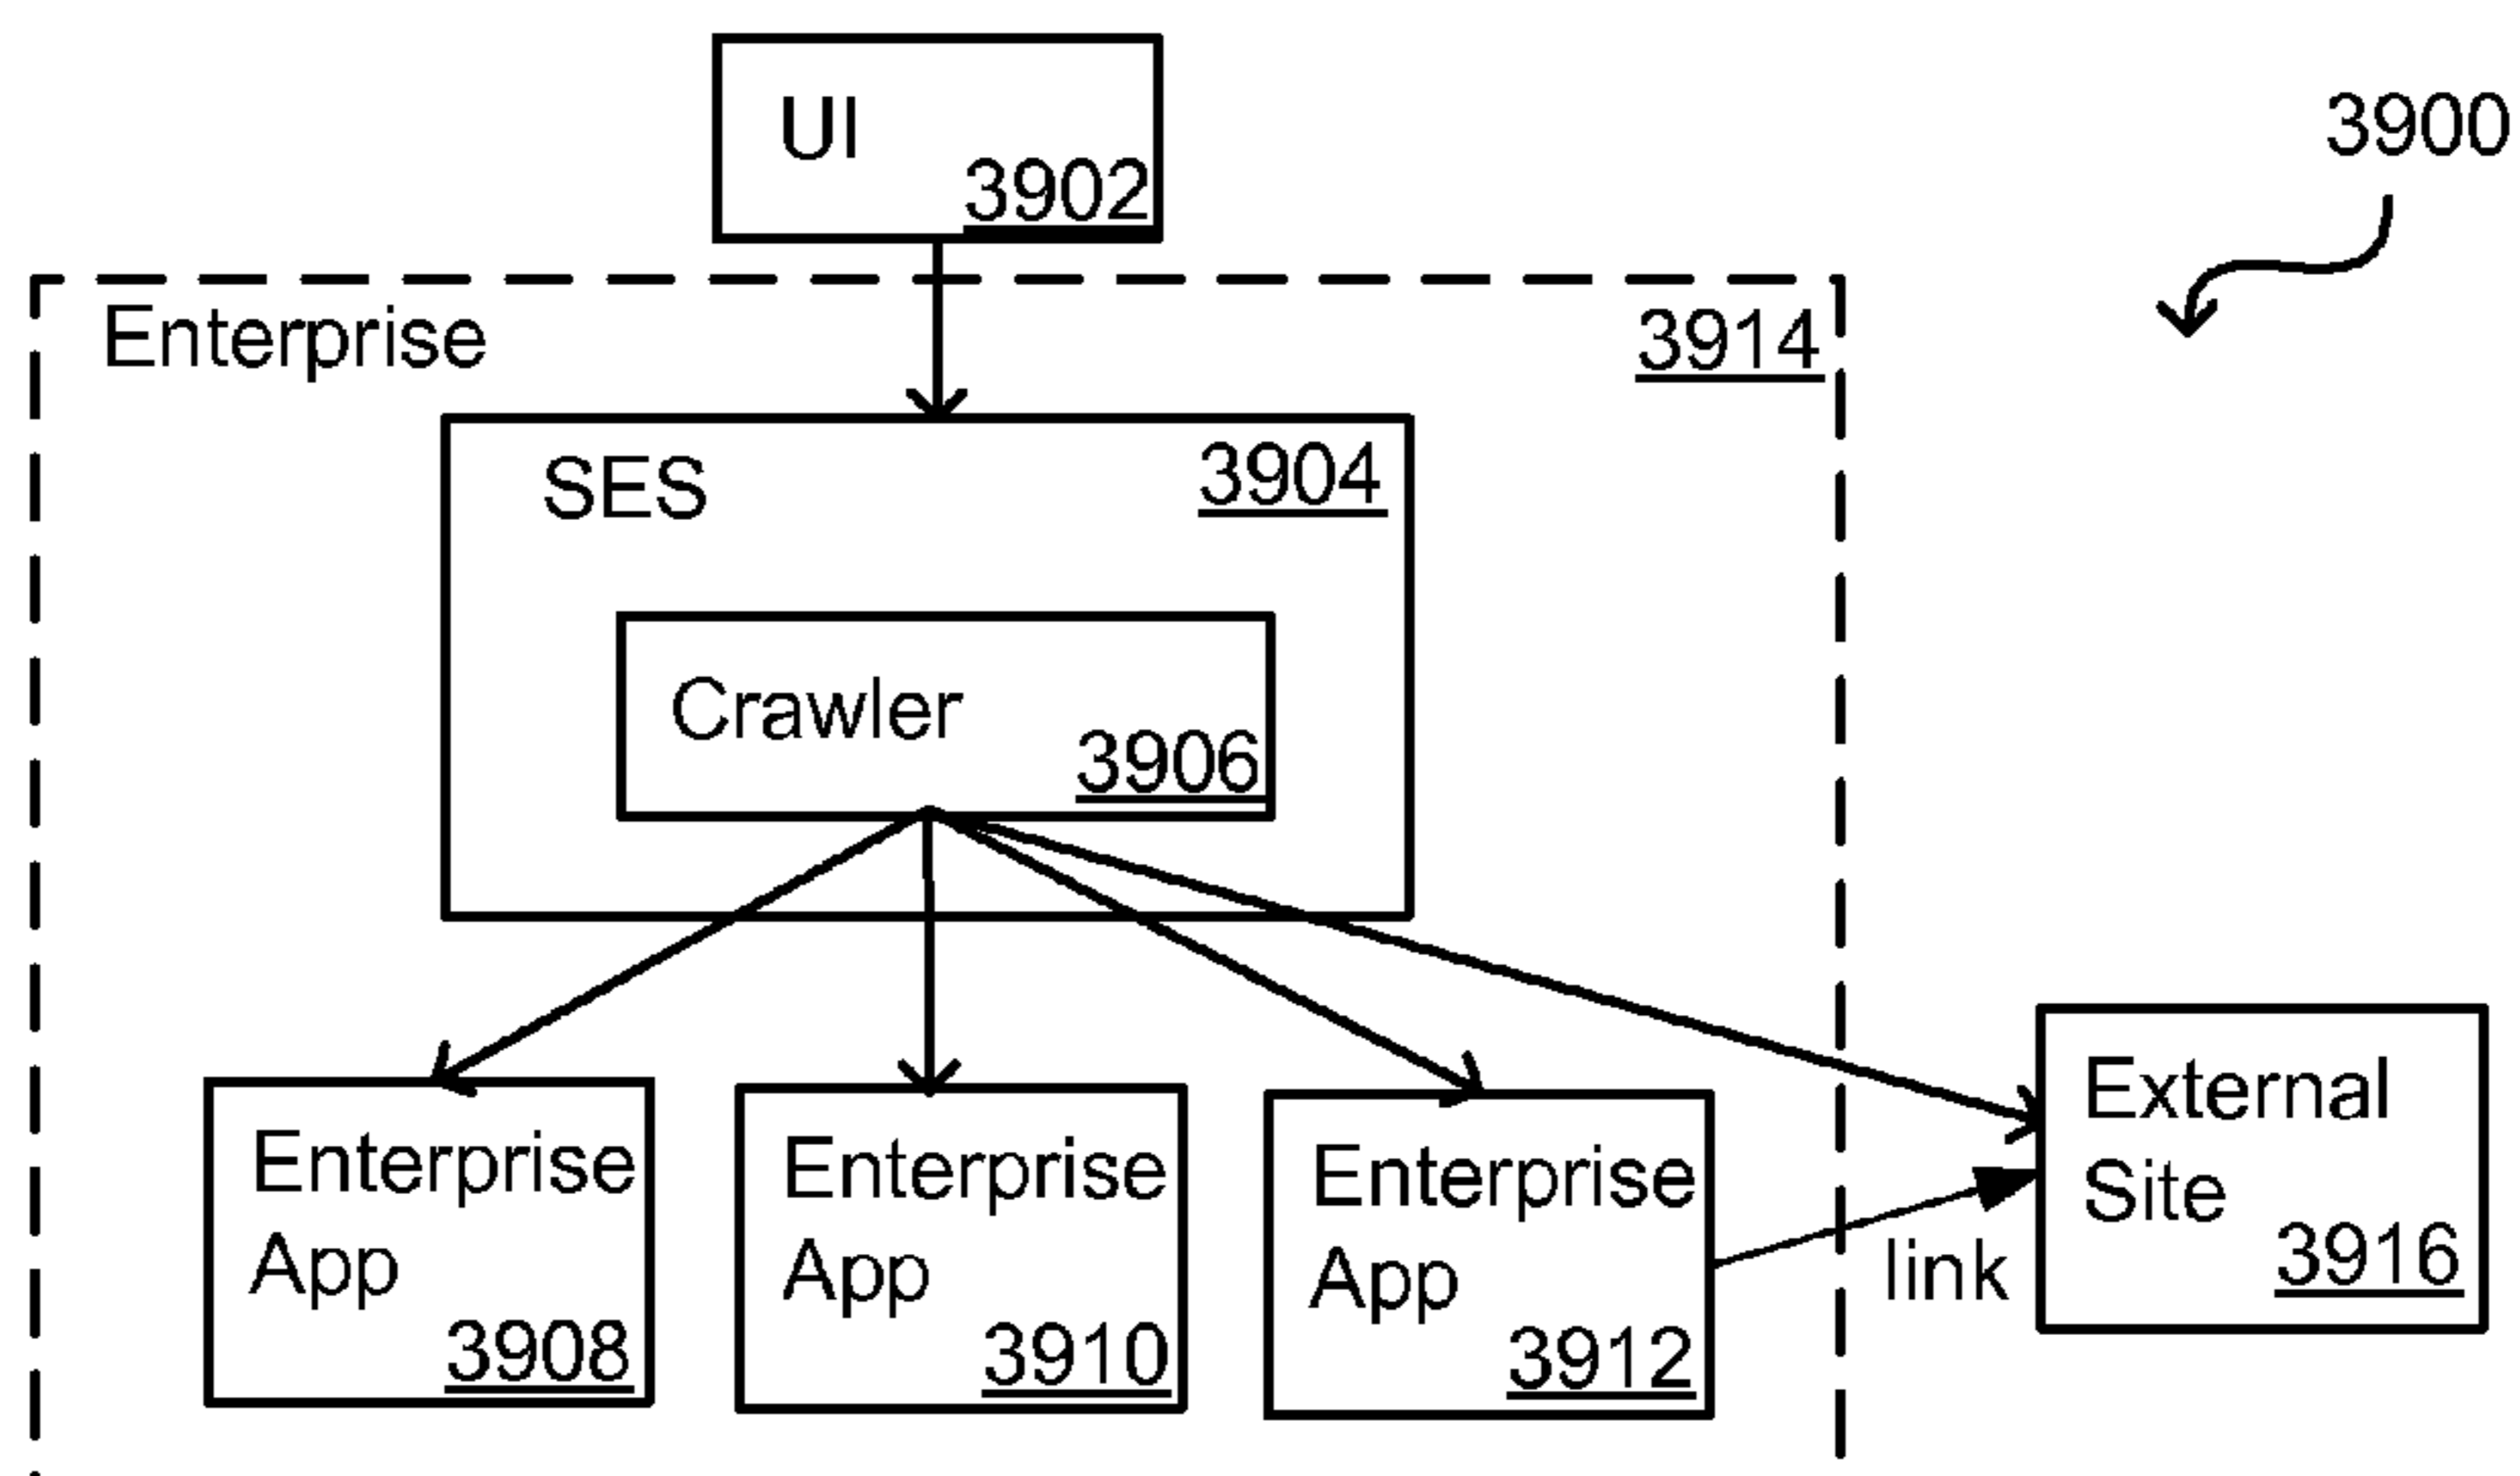 UI
3902
3900
Enterprise
3914
SES
3904
Crawler
3906
Enterprise
App
3908
Enterprise
App
3910
Enterprise
App
3912
link
External
Site
3916